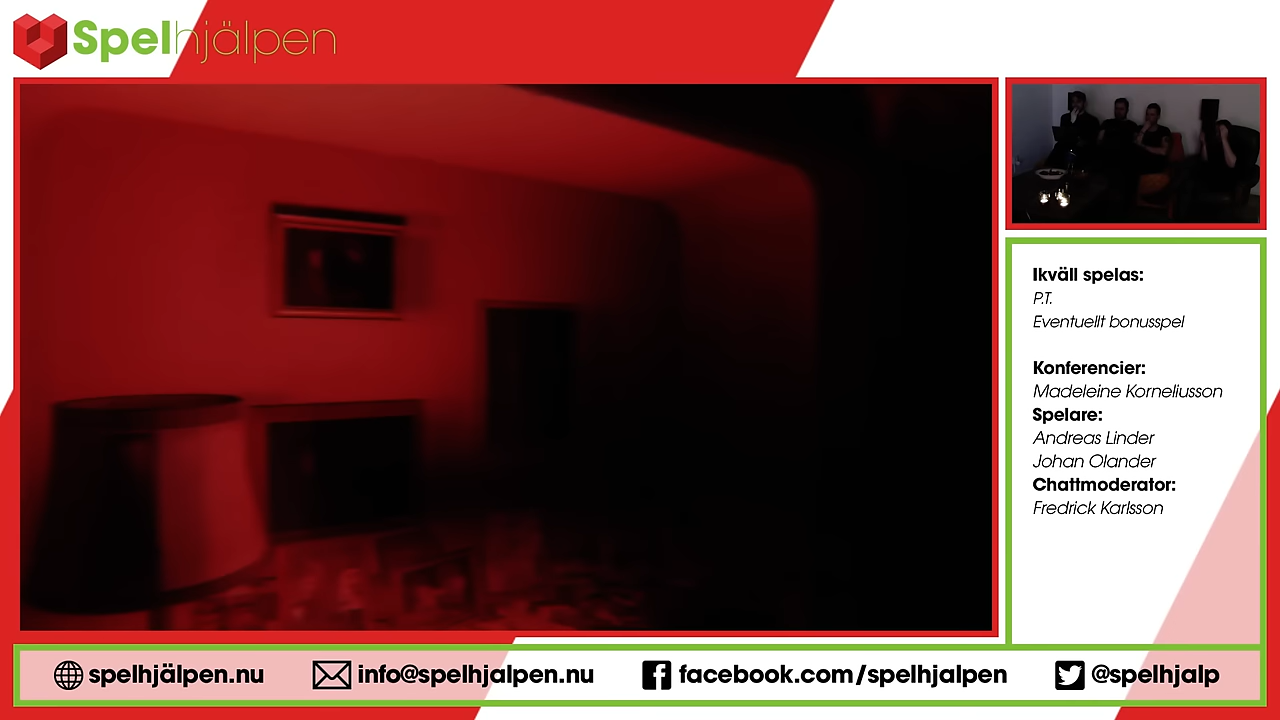 Spelhjälpen
Ikväll spelas:
P.T.
Eventuellt bonusspel
Konferencier:
Madeleine Korneliusson
Spelare:
Andreas Linder
Johan Olander
Chattmoderator:
Fredrick Karlsson
spelhjälpen.nu info@spelhjalpen.nu facebook.com/spelhjalpen @spelhjalp